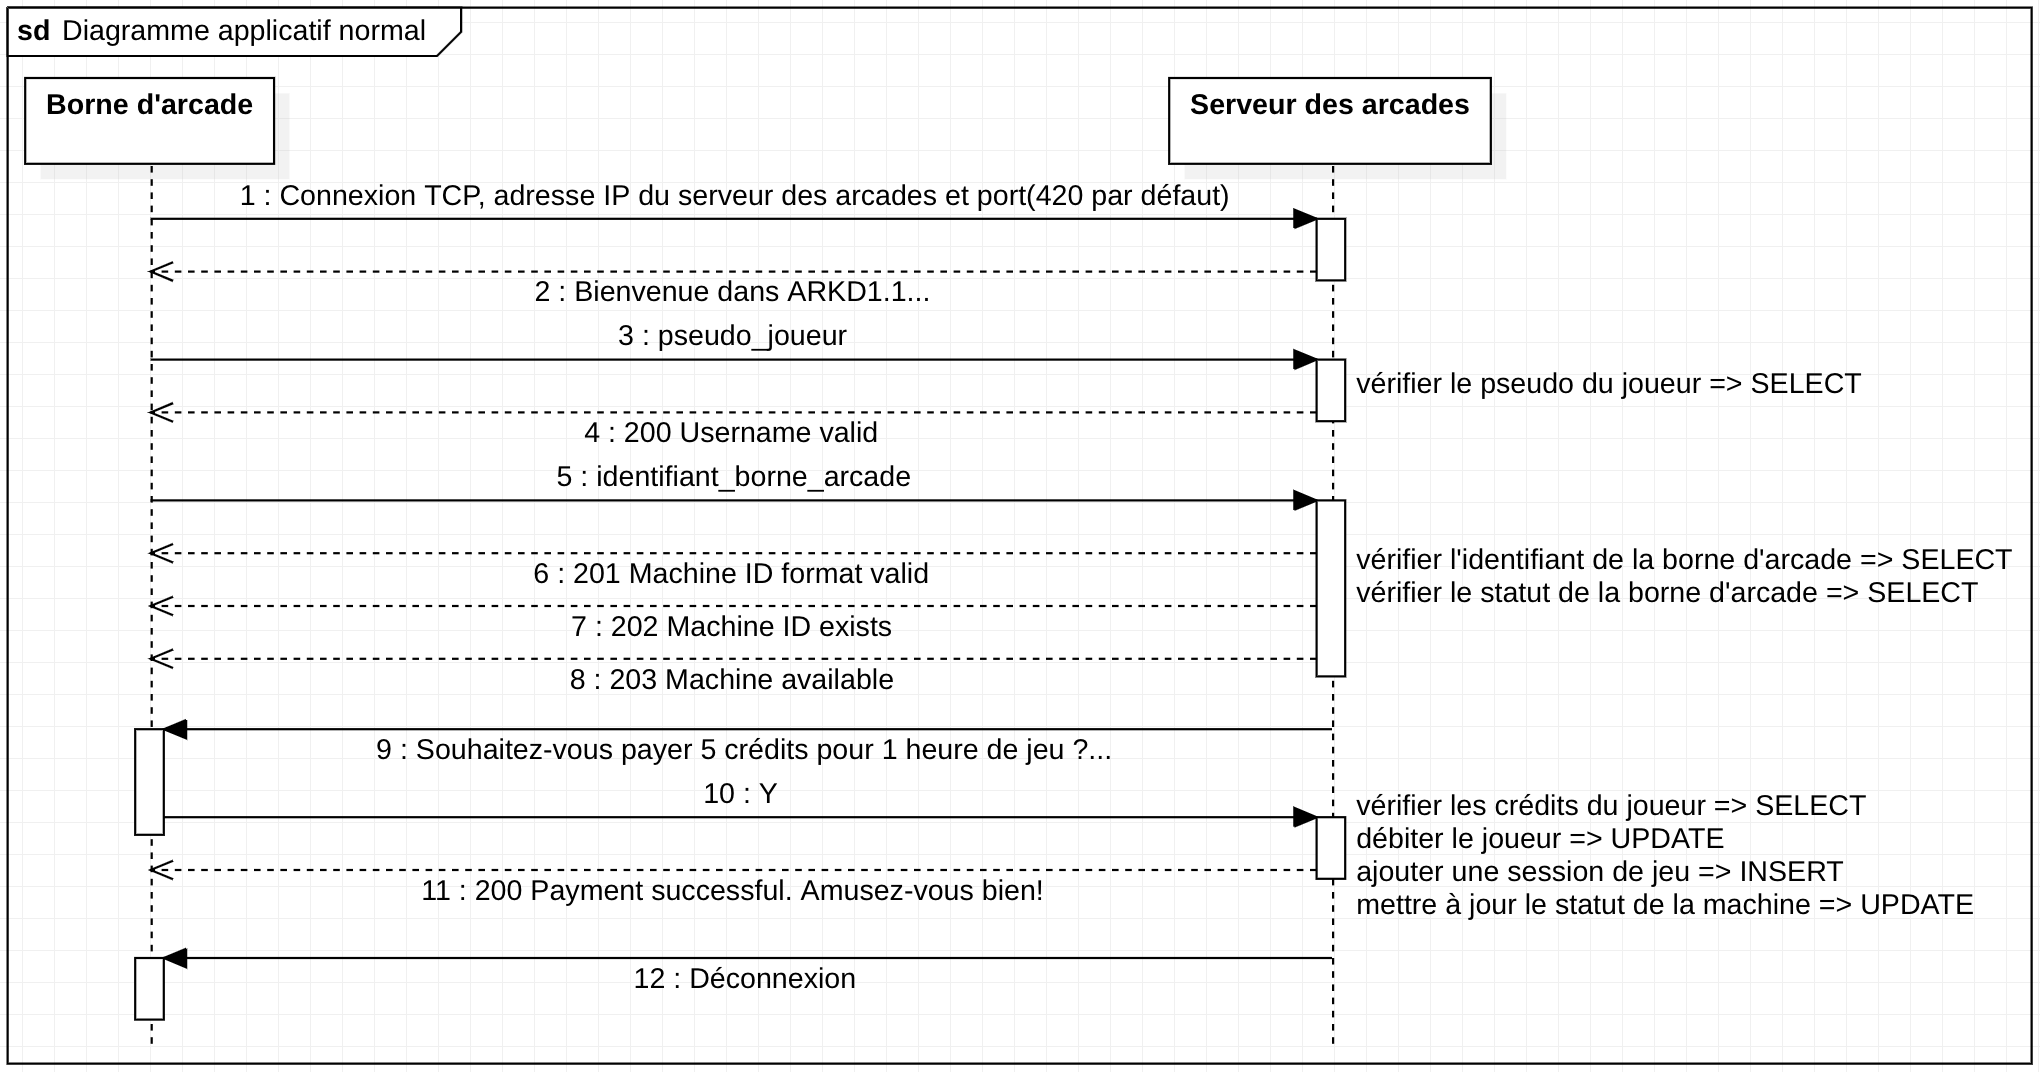 sd Diagramme applicatif normal
Borne d'arcade
Serveur des arcades
1 : Connexion TCP, adresse IP du serveur des arcades et port(420 par défaut)
2 : Bienvenue dans ARKD1.1...
3 : pseudo_joueur
vérifier le pseudo du joueur => SELECT
4 : 200 Username valid
5 : identifiant_borne_arcade
vérifier l'identifiant de la borne d'arcade => SELECT
vérifier le statut de la borne d'arcade => SELECT
6 : 201 Machine ID format valid
7 : 202 Machine ID exists
8 : 203 Machine available
9 : Souhaitez-vous payer 5 crédits pour 1 heure de jeu ?...
10 : Y
vérifier les crédits du joueur => SELECT
débiter le joueur => UPDATE
ajouter une session de jeu => INSERT
mettre à jour le statut de la machine => UPDATE
11 : 200 Payment successful. Amusez-vous bien!
12 : Déconnexion